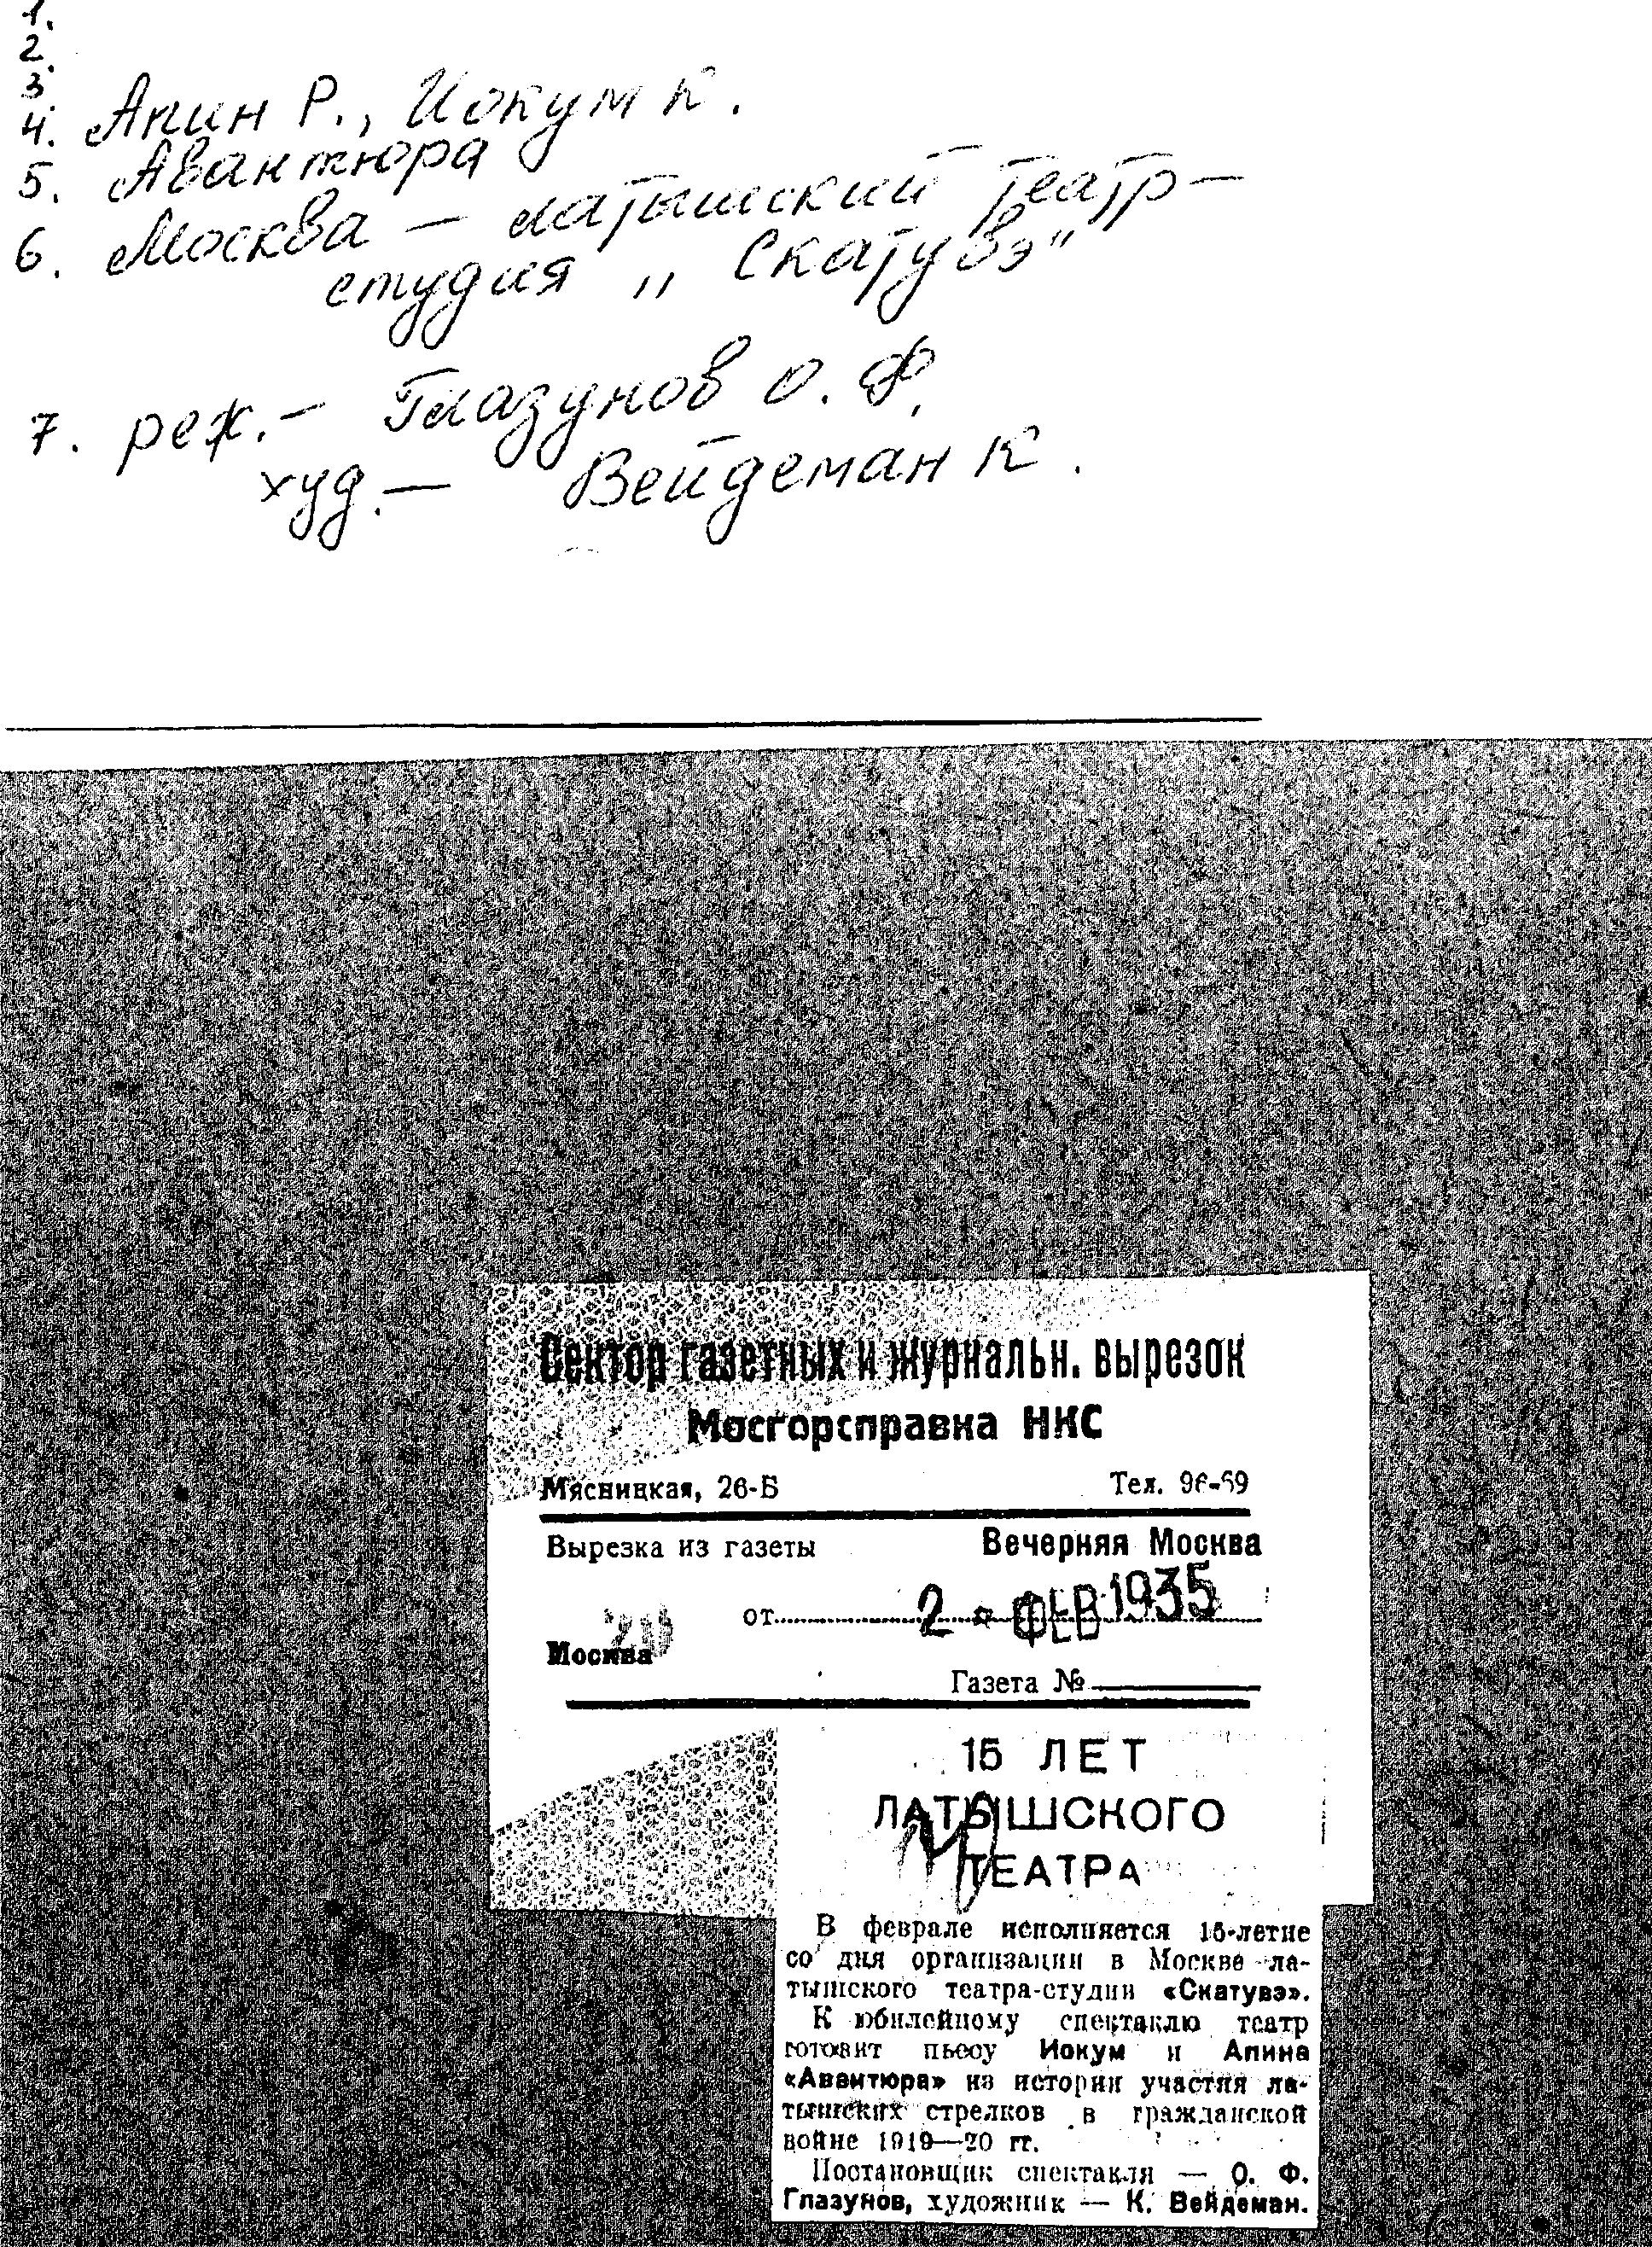 1.
2.
3
4. Апин Р., Иокум К.
5. Авантюра
6. Москва — латышский театр-
студия „Скатувэ"
7. реж. — Глазунов О. Ф.
худ. — Вейдеман К.
Сектор газетных и журнальн. вырезок
Мосгорсправка НКС
Мясницкая, 26-Б Тел. 96-69
Вырезка из газеты Вечерняя Москва
от 2 ФЕВ 1935
Москва
Газета №
15 ЛЕТ
ЛАТЫШСКОГО
ТЕАТРА
В феврале исполняется 15-летие
со дня организации в Москве ла-
тышского театра-студии «Скатувэ».
К юбилейному спектаклю театр
готовит пьесу Иокум и Апина
«Авантюра» из истории участия ла-
тышских стрелков в гражданской
войне 1919—20 гг.
Постановщик спектакля — О. Ф.
Глазунов, художник — К. Вейдеман.